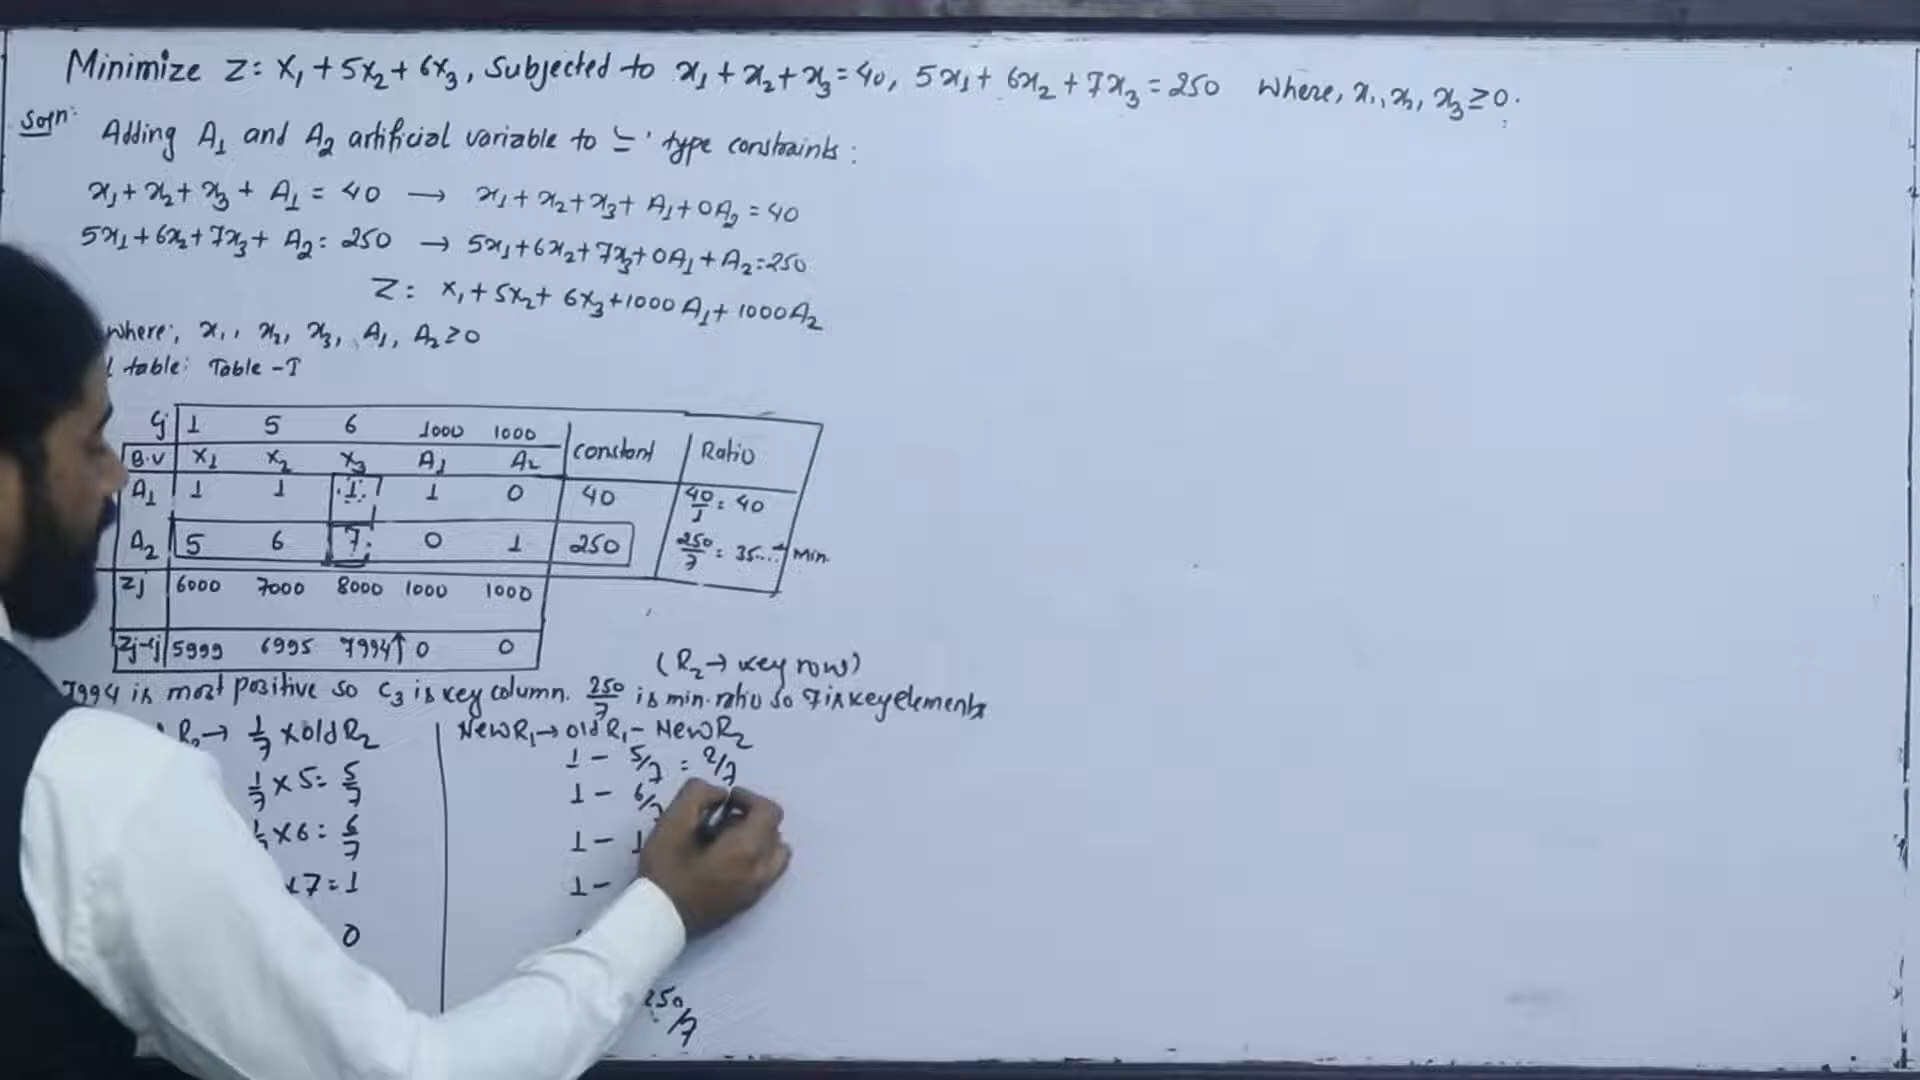 Minimize Z: x₁ + 5x₂ + 6x₃, Subjected to x₁ + x₂ + x₃ = 40, 5x₁ + 6x₂ + 7x₃ = 250 Where, x₁, x₂, x₃ ≥ 0.
Soln:
Adding A₁ and A₂ artificial variable to '=' type constraints:
x₁ + x₂ + x₃ + A₁ = 40 → x₁ + x₂ + x₃ + A₁ + 0A₂ = 40
5x₁ + 6x₂ + 7x₃ + A₂ = 250 → 5x₁ + 6x₂ + 7x₃ + 0A₁ + A₂ = 250
Z: x₁ + 5x₂ + 6x₃ + 1000A₁ + 1000A₂
Where, x₁, x₂, x₃, A₁, A₂ ≥ 0
table: Table - I
Cj 1 5 6 1000 1000 Constant Ratio
B.V x₁ x₂ x₃ A₁ A₂
A₁ 1 1 1 1 0 40 40/1 = 40
A₂ 5 6 7 0 1 250 250/7 = 35... → min.
Zj 6000 7000 8000 1000 1000
Zj-Cj 5999 6995 7994↑ 0 0
(R₂ → key row)
7994 is most positive so C₃ is key column. 250/7 is min. ratio so 7 is key elements
R₂ → 1/7 × old R₂
1/7 × 5 = 5/7
× 6 = 6/7
7 = 1
0
New R₁ → old R₁ - New R₂
1 - 5/7 = 2/7
1 - 6/7
1 - 1
1 -
250/7